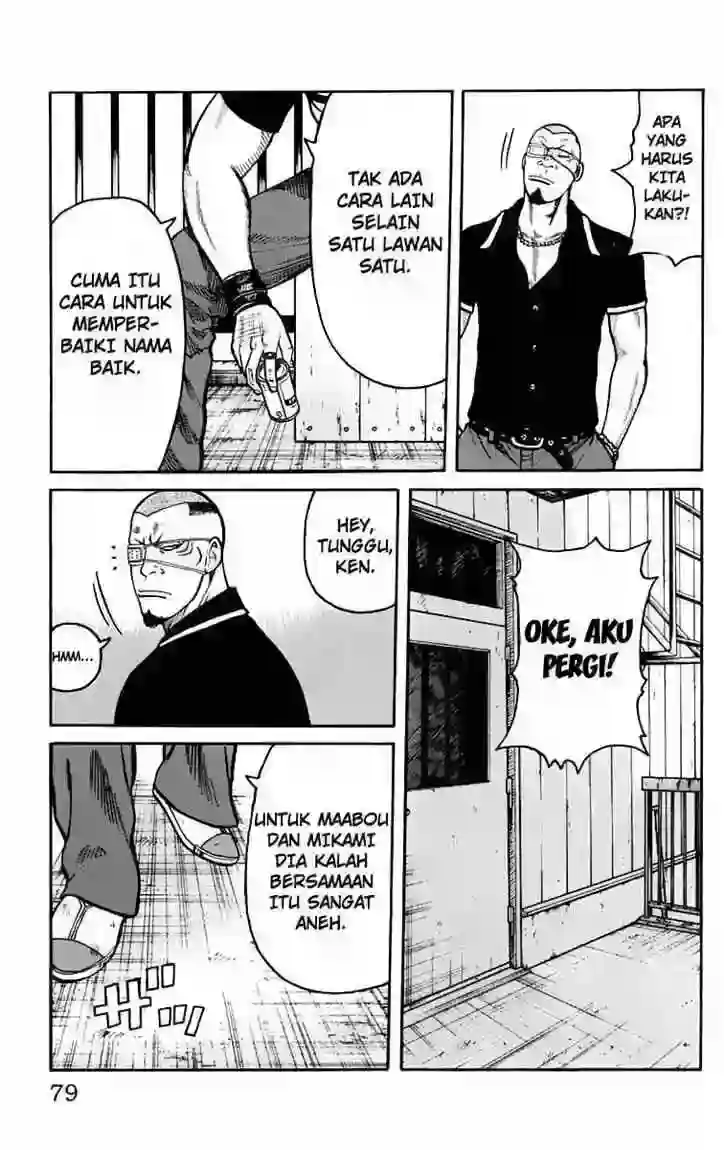 APA
YANG
HARUS
KITA
LAKU-
KAN?!
TAK ADA
CARA LAIN
SELAIN
SATU LAWAN
SATU.
CUMA ITU
CARA UNTUK
MEMPER-
BAIKI NAMA
BAIK.
OKE, AKU
PERGI!
HEY,
TUNGGU,
KEN.
HMM...
UNTUK MAABOU
DAN MIKAMI
DIA KALAH
BERSAMAAN
ITU SANGAT
ANEH.
ザッ
79